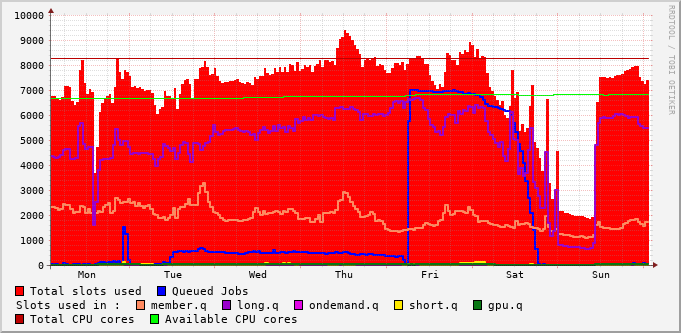 10000
9000
8000
7000
6000
5000
4000
3000
2000
1000
0
Mon Tue Wed Thu Fri Sat Sun
RRDTOOL / TOBI OETIKER
Total slots used Queued Jobs
Slots used in : member.q long.q ondemand.q short.q gpu.q
Total CPU cores Available CPU cores